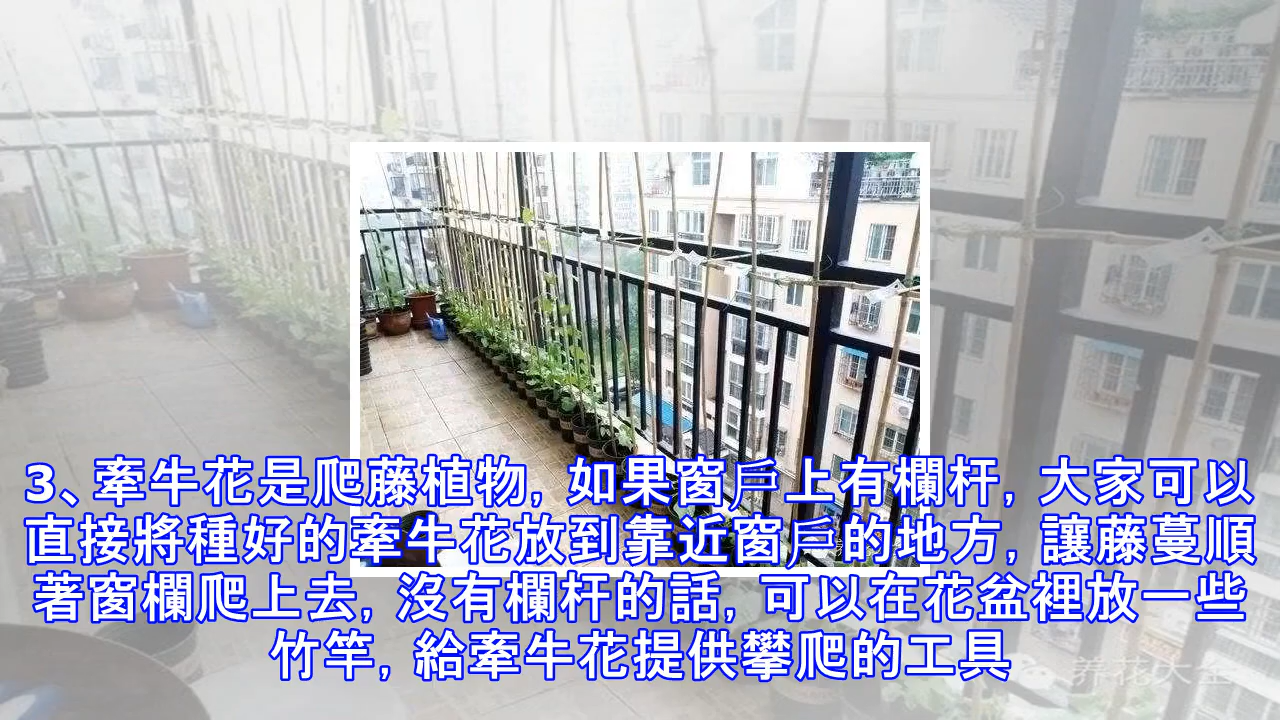 3、牽牛花是爬藤植物, 如果窗戶上有欄杆, 大家可以
直接將種好的牽牛花放到靠近窗戶的地方, 讓藤蔓順
著窗欄爬上去, 沒有欄杆的話, 可以在花盆裡放一些
竹竿, 給牽牛花提供攀爬的工具
养花大全